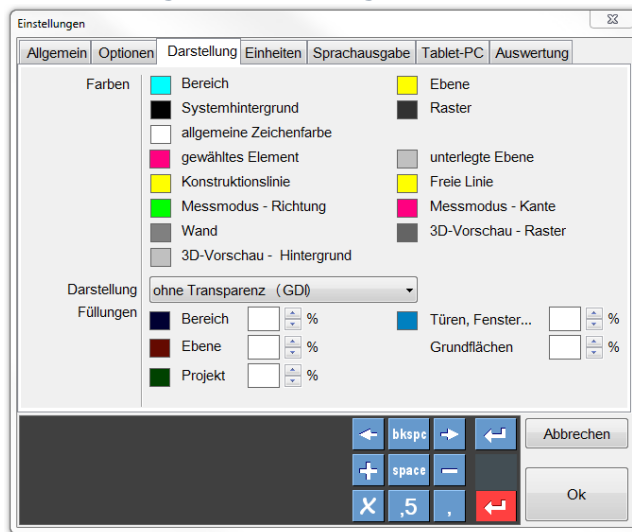 Einstellungen
Allgemein Optionen Darstellung Einheiten Sprachausgabe Tablet-PC Auswertung
Farben Bereich Ebene
Systemhintergrund Raster
allgemeine Zeichenfarbe
gewähltes Element unterlegte Ebene
Konstruktionslinie Freie Linie
Messmodus - Richtung Messmodus - Kante
Wand 3D-Vorschau - Raster
3D-Vorschau - Hintergrund
Darstellung ohne Transparenz (GDI)
Füllungen Bereich % Türen, Fenster... %
Ebene % Grundflächen %
Projekt %
bkspc Abbrechen
+ space -
X ,5 , Ok